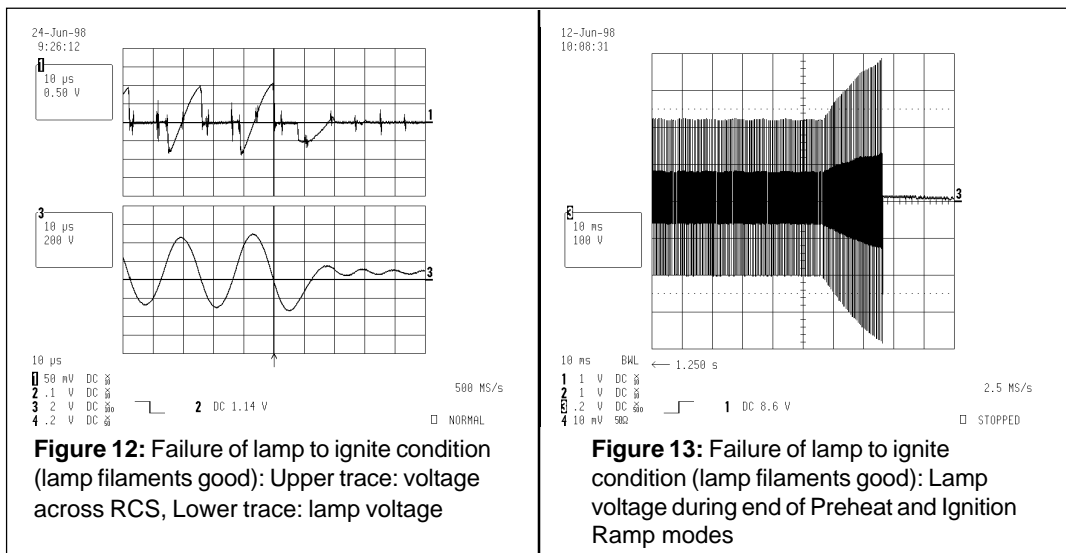 24-Jun-98
9:26:12
1
10 µs
0.50 V
1
3
10 µs
200 V
3
10 µs
1 50 mV DC
2 .1 V DC
3 .2 V DC
4 .2 V DC
2 DC 1.14 V
500 MS/s
NORMAL
Figure 12: Failure of lamp to ignite condition
(lamp filaments good): Upper trace: voltage
across RCS, Lower trace: lamp voltage
12-Jun-98
10:08:31
3
10 ms
100 V
3
10 ms BWL
← 1.250 s
1 1 V DC
2 1 V DC
3 .2 V DC
4 10 mV 50Ω
1 DC 8.6 V
2.5 MS/s
STOPPED
Figure 13: Failure of lamp to ignite
condition (lamp filaments good): Lamp
voltage during end of Preheat and Ignition
Ramp modes